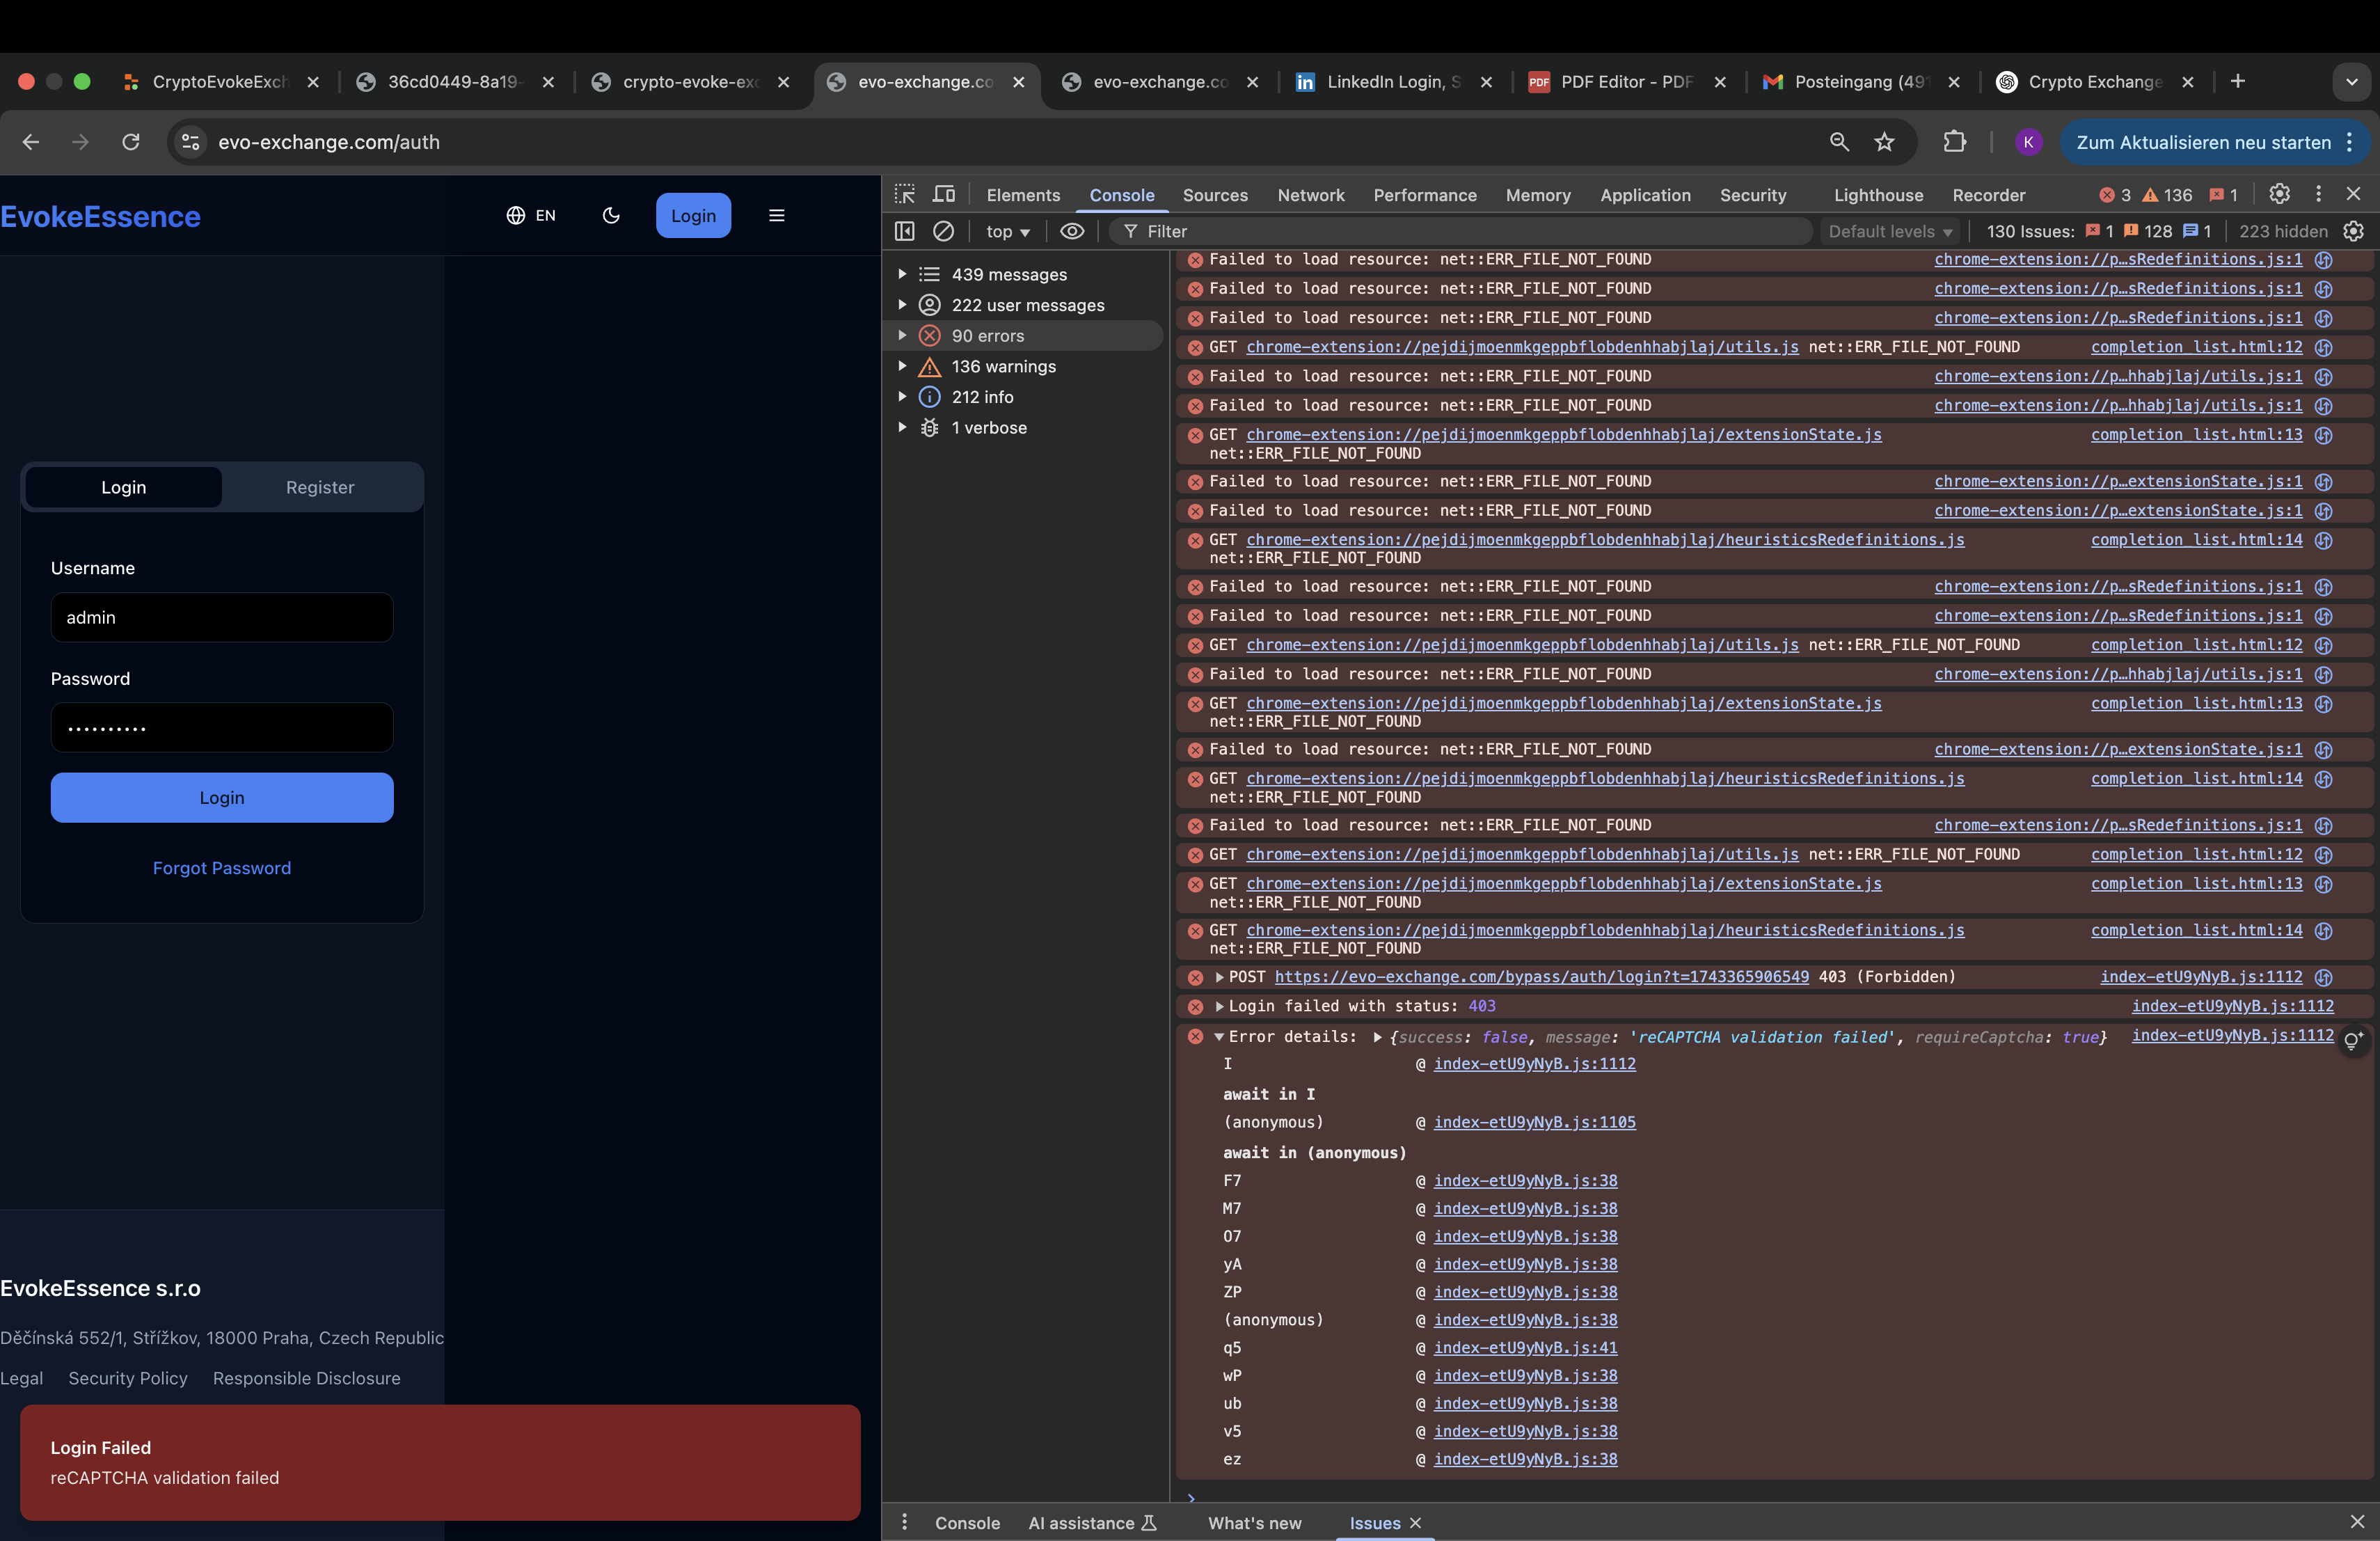 CryptoEvokeExch
36cd0449-8a19-
crypto-evoke-exc
evo-exchange.co
evo-exchange.co
LinkedIn Login, S
PDF Editor - PDF
Posteingang (491
Crypto Exchange
evo-exchange.com/auth
K
Zum Aktualisieren neu starten
EvokeEssence
EN
Login
Login
Register
Username
admin
Password
Login
Forgot Password
EvokeEssence s.r.o
Děčínská 552/1, Střížkov, 18000 Praha, Czech Republic
Legal Security Policy Responsible Disclosure
Login Failed
reCAPTCHA validation failed
Elements Console Sources Network Performance Memory Application Security Lighthouse Recorder 3 136 1
top Filter Default levels 130 Issues: 1 128 1 223 hidden
439 messages
222 user messages
90 errors
136 warnings
212 info
1 verbose
Failed to load resource: net::ERR_FILE_NOT_FOUND chrome-extension://p…sRedefinitions.js:1
Failed to load resource: net::ERR_FILE_NOT_FOUND chrome-extension://p…sRedefinitions.js:1
Failed to load resource: net::ERR_FILE_NOT_FOUND chrome-extension://p…sRedefinitions.js:1
GET chrome-extension://pejdijmoenmkgeppbflobdenhhabjlaj/utils.js net::ERR_FILE_NOT_FOUND completion_list.html:12
Failed to load resource: net::ERR_FILE_NOT_FOUND chrome-extension://p…hhabjlaj/utils.js:1
Failed to load resource: net::ERR_FILE_NOT_FOUND chrome-extension://p…hhabjlaj/utils.js:1
GET chrome-extension://pejdijmoenmkgeppbflobdenhhabjlaj/extensionState.js completion_list.html:13
net::ERR_FILE_NOT_FOUND
Failed to load resource: net::ERR_FILE_NOT_FOUND chrome-extension://p…extensionState.js:1
Failed to load resource: net::ERR_FILE_NOT_FOUND chrome-extension://p…extensionState.js:1
GET chrome-extension://pejdijmoenmkgeppbflobdenhhabjlaj/heuristicsRedefinitions.js completion_list.html:14
net::ERR_FILE_NOT_FOUND
Failed to load resource: net::ERR_FILE_NOT_FOUND chrome-extension://p…sRedefinitions.js:1
Failed to load resource: net::ERR_FILE_NOT_FOUND chrome-extension://p…sRedefinitions.js:1
GET chrome-extension://pejdijmoenmkgeppbflobdenhhabjlaj/utils.js net::ERR_FILE_NOT_FOUND completion_list.html:12
Failed to load resource: net::ERR_FILE_NOT_FOUND chrome-extension://p…hhabjlaj/utils.js:1
GET chrome-extension://pejdijmoenmkgeppbflobdenhhabjlaj/extensionState.js completion_list.html:13
net::ERR_FILE_NOT_FOUND
Failed to load resource: net::ERR_FILE_NOT_FOUND chrome-extension://p…extensionState.js:1
GET chrome-extension://pejdijmoenmkgeppbflobdenhhabjlaj/heuristicsRedefinitions.js completion_list.html:14
net::ERR_FILE_NOT_FOUND
Failed to load resource: net::ERR_FILE_NOT_FOUND chrome-extension://p…sRedefinitions.js:1
GET chrome-extension://pejdijmoenmkgeppbflobdenhhabjlaj/utils.js net::ERR_FILE_NOT_FOUND completion_list.html:12
GET chrome-extension://pejdijmoenmkgeppbflobdenhhabjlaj/extensionState.js completion_list.html:13
net::ERR_FILE_NOT_FOUND
GET chrome-extension://pejdijmoenmkgeppbflobdenhhabjlaj/heuristicsRedefinitions.js completion_list.html:14
net::ERR_FILE_NOT_FOUND
POST https://evo-exchange.com/bypass/auth/login?t=1743365906549 403 (Forbidden) index-etU9yNyB.js:1112
Login failed with status: 403 index-etU9yNyB.js:1112
Error details: {success: false, message: 'reCAPTCHA validation failed', requireCaptcha: true} index-etU9yNyB.js:1112
I @ index-etU9yNyB.js:1112
await in I
(anonymous) @ index-etU9yNyB.js:1105
await in (anonymous)
F7 @ index-etU9yNyB.js:38
M7 @ index-etU9yNyB.js:38
O7 @ index-etU9yNyB.js:38
yA @ index-etU9yNyB.js:38
ZP @ index-etU9yNyB.js:38
(anonymous) @ index-etU9yNyB.js:38
q5 @ index-etU9yNyB.js:41
wP @ index-etU9yNyB.js:38
ub @ index-etU9yNyB.js:38
v5 @ index-etU9yNyB.js:38
ez @ index-etU9yNyB.js:38
Console AI assistance What's new Issues